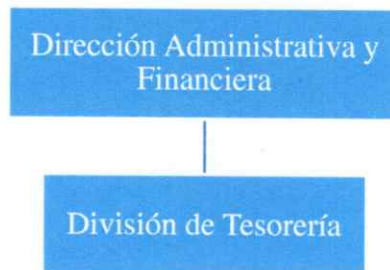 Dirección Administrativa y
Financiera
División de Tesorería